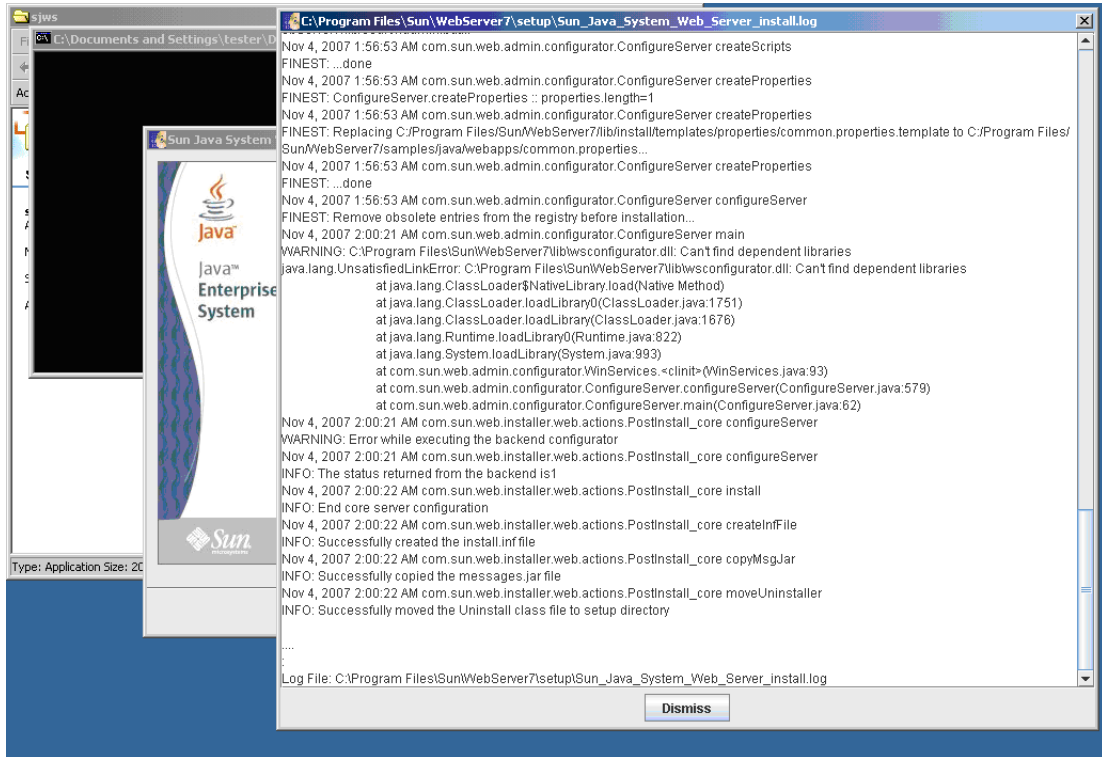 sjws
C:\Documents and Settings\tester\D
Ac
Sun Java System
Java
Java™
Enterprise
System
Sun
microsystems
Type: Application Size: 20
C:\Program Files\Sun\WebServer7\setup\Sun_Java_System_Web_Server_install.log
Nov 4, 2007 1:56:53 AM com.sun.web.admin.configurator.ConfigureServer createScripts
FINEST: ...done
Nov 4, 2007 1:56:53 AM com.sun.web.admin.configurator.ConfigureServer createProperties
FINEST: ConfigureServer.createProperties :: properties.length=1
Nov 4, 2007 1:56:53 AM com.sun.web.admin.configurator.ConfigureServer createProperties
FINEST: Replacing C:/Program Files/Sun/WebServer7/lib/install/templates/properties/common.properties.template to C:/Program Files/
Sun/WebServer7/samples/java/webapps/common.properties...
Nov 4, 2007 1:56:53 AM com.sun.web.admin.configurator.ConfigureServer createProperties
FINEST: ...done
Nov 4, 2007 1:56:53 AM com.sun.web.admin.configurator.ConfigureServer configureServer
FINEST: Remove obsolete entries from the registry before installation...
Nov 4, 2007 2:00:21 AM com.sun.web.admin.configurator.ConfigureServer main
WARNING: C:\Program Files\Sun\WebServer7\lib\wsconfigurator.dll: Can't find dependent libraries
java.lang.UnsatisfiedLinkError: C:\Program Files\Sun\WebServer7\lib\wsconfigurator.dll: Can't find dependent libraries
at java.lang.ClassLoader$NativeLibrary.load(Native Method)
at java.lang.ClassLoader.loadLibrary0(ClassLoader.java:1751)
at java.lang.ClassLoader.loadLibrary(ClassLoader.java:1676)
at java.lang.Runtime.loadLibrary0(Runtime.java:822)
at java.lang.System.loadLibrary(System.java:993)
at com.sun.web.admin.configurator.WinServices.<clinit>(WinServices.java:93)
at com.sun.web.admin.configurator.ConfigureServer.configureServer(ConfigureServer.java:579)
at com.sun.web.admin.configurator.ConfigureServer.main(ConfigureServer.java:62)
Nov 4, 2007 2:00:21 AM com.sun.web.installer.web.actions.PostInstall_core configureServer
WARNING: Error while executing the backend configurator
Nov 4, 2007 2:00:21 AM com.sun.web.installer.web.actions.PostInstall_core configureServer
INFO: The status returned from the backend is1
Nov 4, 2007 2:00:22 AM com.sun.web.installer.web.actions.PostInstall_core install
INFO: End core server configuration
Nov 4, 2007 2:00:22 AM com.sun.web.installer.web.actions.PostInstall_core createInfFile
INFO: Successfully created the install.inf file
Nov 4, 2007 2:00:22 AM com.sun.web.installer.web.actions.PostInstall_core copyMsgJar
INFO: Successfully copied the messages.jar file
Nov 4, 2007 2:00:22 AM com.sun.web.installer.web.actions.PostInstall_core moveUninstaller
INFO: Successfully moved the Uninstall class file to setup directory
....
:
Log File: C:\Program Files\Sun\WebServer7\setup\Sun_Java_System_Web_Server_install.log
Dismiss